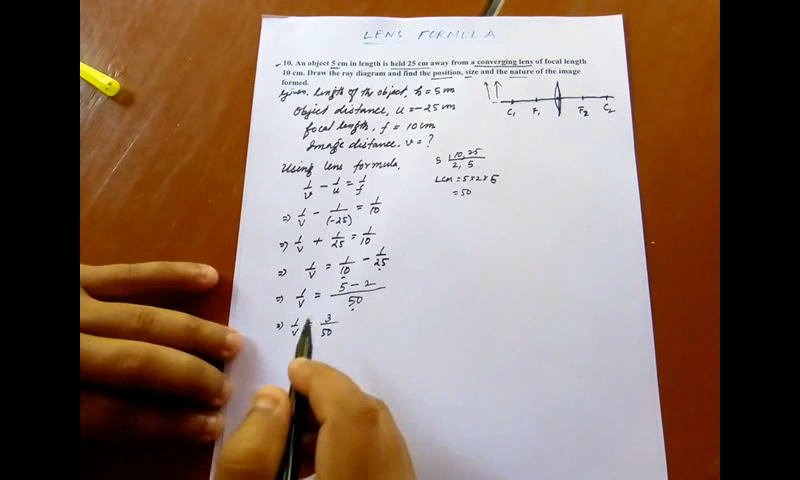 LENS FORMULA
10. An object 5 cm in length is held 25 cm away from a converging lens of focal length
10 cm. Draw the ray diagram and find the position, size and the nature of the image
formed.
Given, length of the object, h = 5 cm
Object distance, u = -25 cm
focal length, f = 10 cm
Image distance, v = ?
Using lens formula,
1/v - 1/u = 1/f
=> 1/v - 1/(-25) = 1/10
=> 1/v + 1/25 = 1/10
=> 1/v = 1/10 - 1/25
=> 1/v = 5 - 2/50
=> 1/v = 3/50
C1 F1 F2 C2
5 | 10, 25
2, 5
LCM = 5 x 2 x 5
= 50